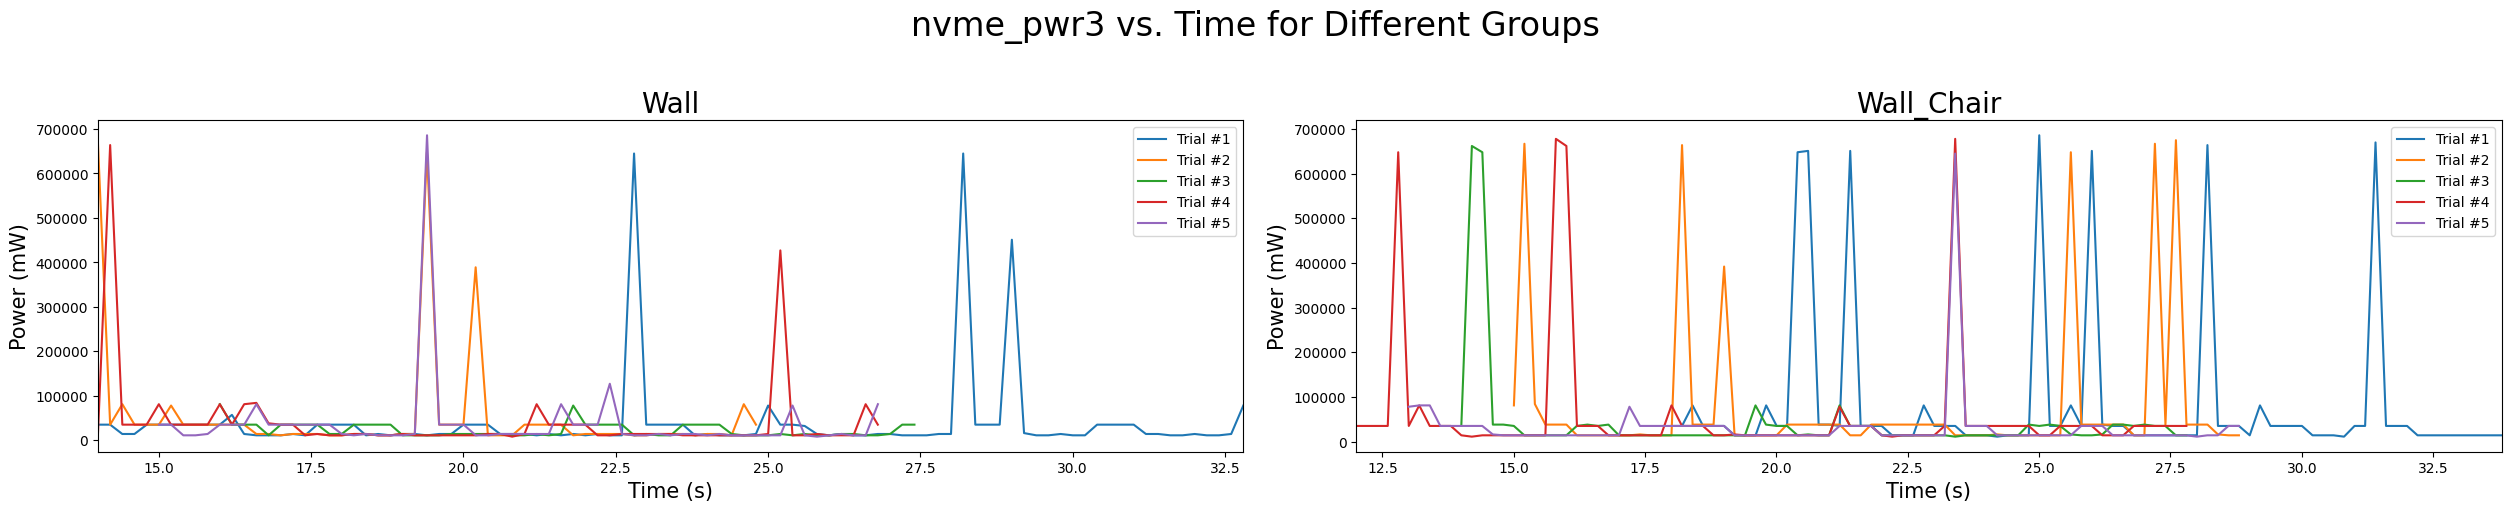 nvme_pwr3 vs. Time for Different Groups
Wall
700000
600000
500000
400000
300000
200000
100000
0
Power (mW)
15.0 17.5 20.0 22.5 25.0 27.5 30.0 32.5
Time (s)
Trial #1
Trial #2
Trial #3
Trial #4
Trial #5
Wall_Chair
700000
600000
500000
400000
300000
200000
100000
0
Power (mW)
12.5 15.0 17.5 20.0 22.5 25.0 27.5 30.0 32.5
Time (s)
Trial #1
Trial #2
Trial #3
Trial #4
Trial #5